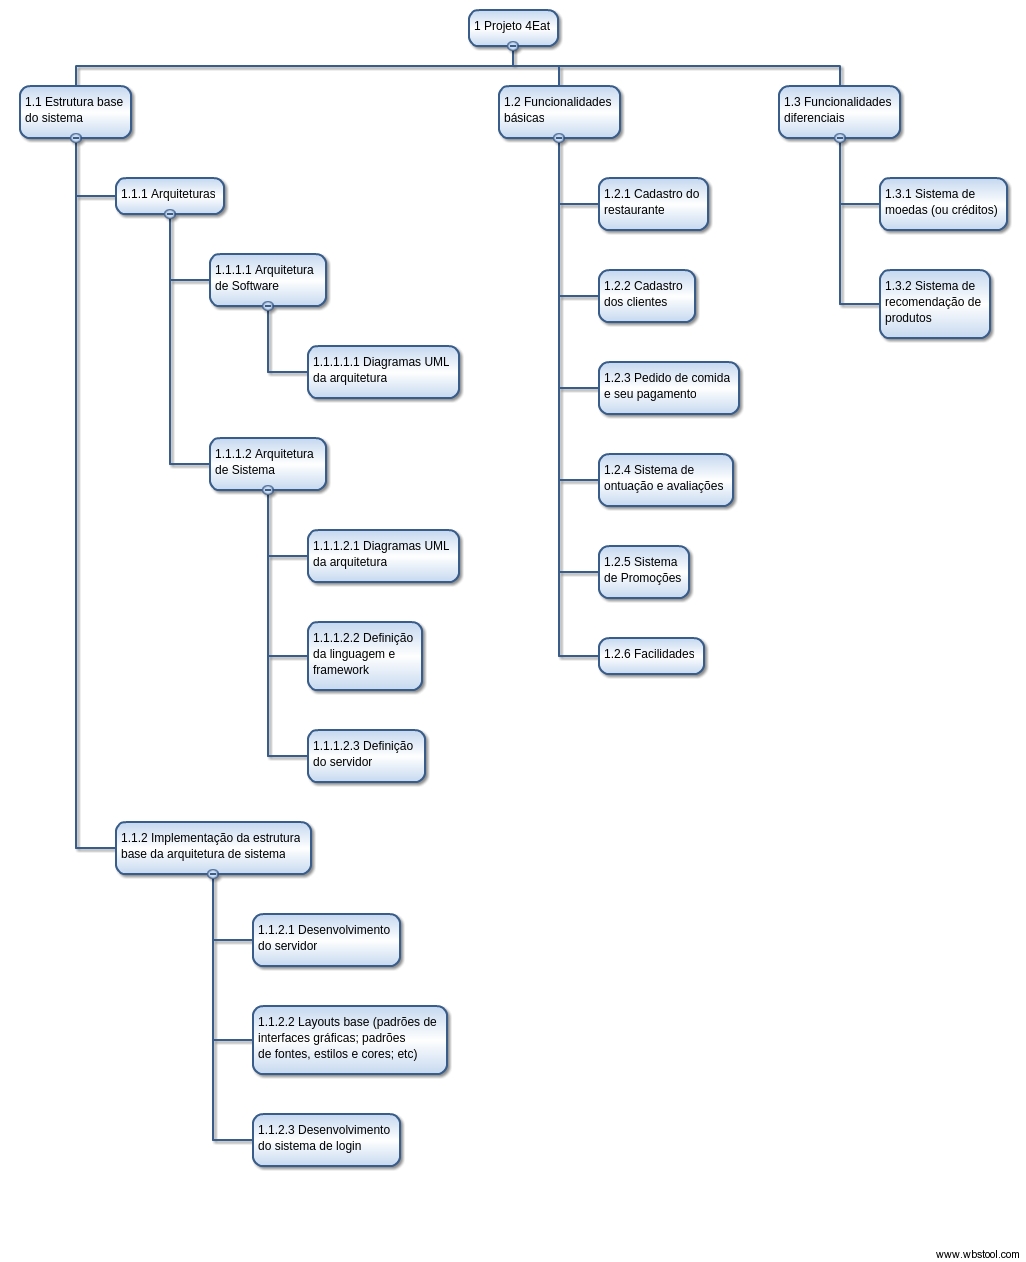 1 Projeto 4Eat
1.1 Estrutura base
do sistema
1.1.1 Arquiteturas
1.1.1.1 Arquitetura
de Software
1.1.1.1.1 Diagramas UML
da arquitetura
1.1.1.2 Arquitetura
de Sistema
1.1.1.2.1 Diagramas UML
da arquitetura
1.1.1.2.2 Definição
da linguagem e
framework
1.1.1.2.3 Definição
do servidor
1.1.2 Implementação da estrutura
base da arquitetura de sistema
1.1.2.1 Desenvolvimento
do servidor
1.1.2.2 Layouts base (padrões de
interfaces gráficas; padrões
de fontes, estilos e cores; etc)
1.1.2.3 Desenvolvimento
do sistema de login
1.2 Funcionalidades
básicas
1.2.1 Cadastro do
restaurante
1.2.2 Cadastro
dos clientes
1.2.3 Pedido de comida
e seu pagamento
1.2.4 Sistema de
ontuação e avaliações
1.2.5 Sistema
de Promoções
1.2.6 Facilidades
1.3 Funcionalidades
diferenciais
1.3.1 Sistema de
moedas (ou créditos)
1.3.2 Sistema de
recomendação de
produtos
www.wbstool.com